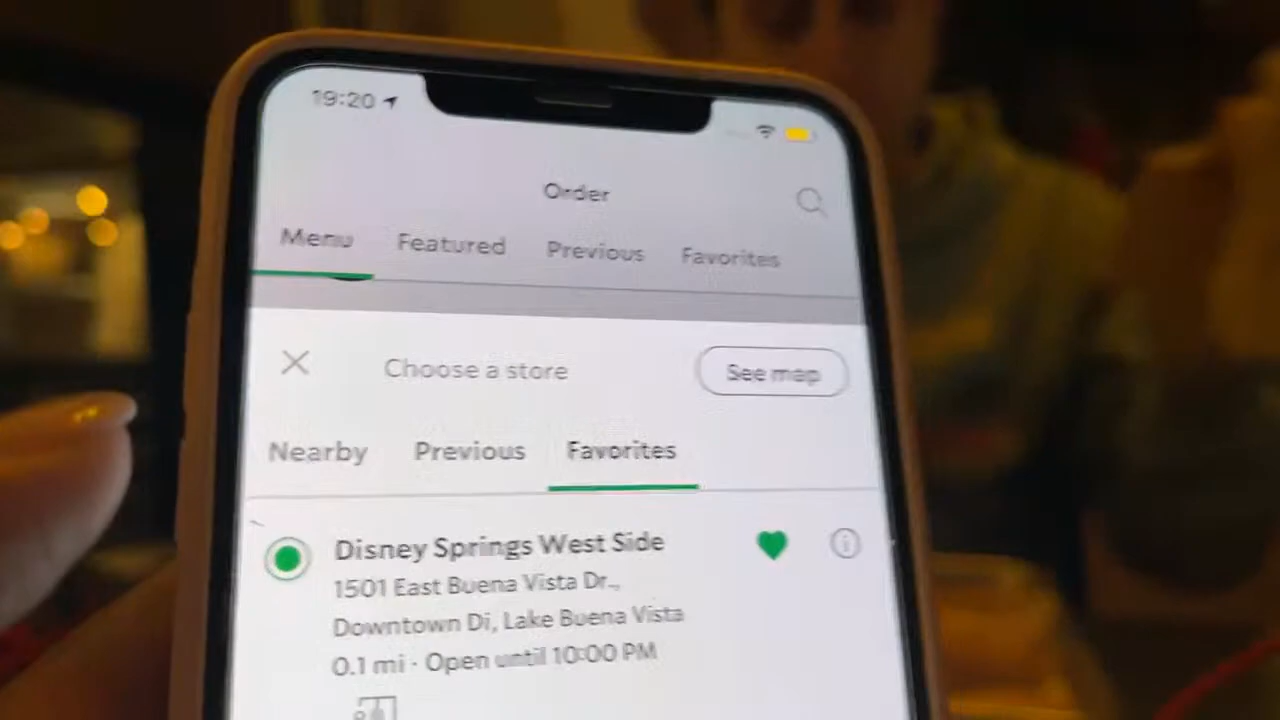 19:20
Order
Menu Featured Previous Favorites
Choose a store See map
Nearby Previous Favorites
Disney Springs West Side
1501 East Buena Vista Dr.,
Downtown Di, Lake Buena Vista
0.1 mi · Open until 10:00 PM